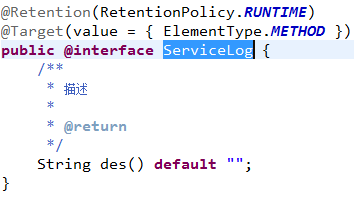 @Retention(RetentionPolicy.RUNTIME)
@Target(value = { ElementType.METHOD })
public @interface ServiceLog {
/**
* 描述
*
* @return
*/
String des() default "";
}